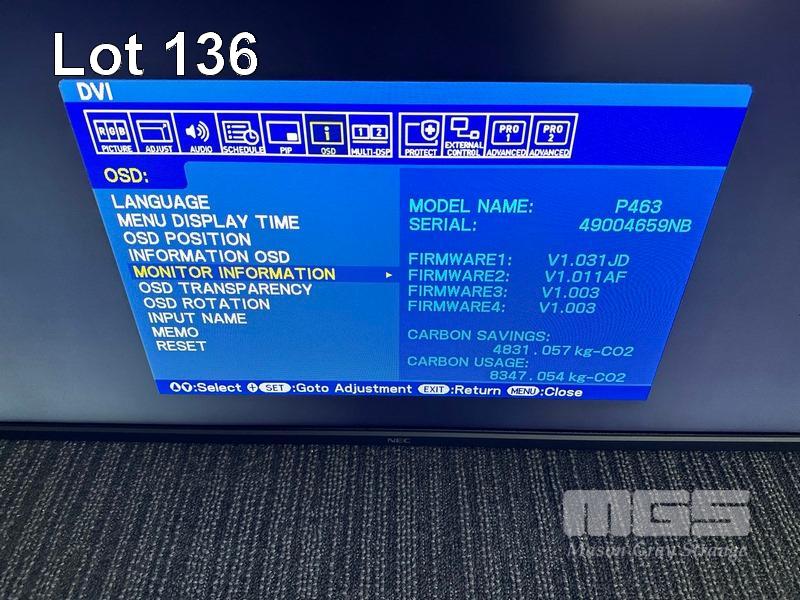 Lot 136
DVI
RGB
PICTURE ADJUST AUDIO SCHEDULE PIP OSD MULTI-DSP PROTECT EXTERNAL CONTROL PRO 1 ADVANCED PRO 2 ADVANCED
1 2
OSD:
LANGUAGE
MENU DISPLAY TIME
OSD POSITION
INFORMATION OSD
MONITOR INFORMATION
OSD TRANSPARENCY
OSD ROTATION
INPUT NAME
MEMO
RESET
MODEL NAME: P463
SERIAL: 49004659NB
FIRMWARE1: V1.031JD
FIRMWARE2: V1.011AF
FIRMWARE3: V1.003
FIRMWARE4: V1.003
CARBON SAVINGS:
4831.057 kg-CO2
CARBON USAGE:
8347.054 kg-CO2
:Select SET :Goto Adjustment EXIT :Return MENU :Close
NEC
MGS
Mason Gray Strange